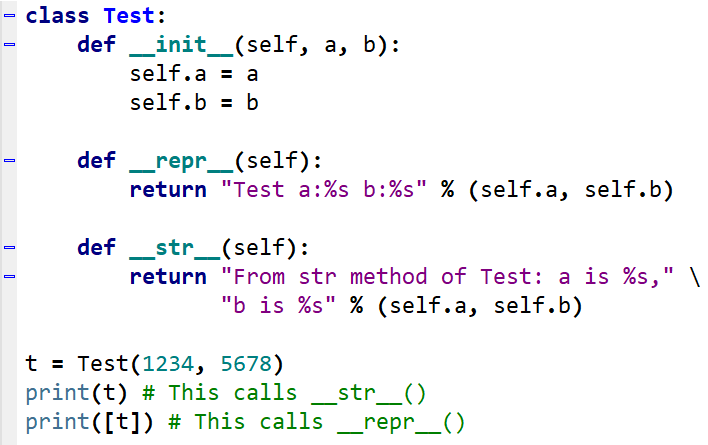 class Test:
    def __init__(self, a, b):
        self.a = a
        self.b = b
    def __repr__(self):
        return "Test a:%s b:%s" % (self.a, self.b)
    def __str__(self):
        return "From str method of Test: a is %s," \
               "b is %s" % (self.a, self.b)
t = Test(1234, 5678)
print(t) # This calls __str__()
print([t]) # This calls __repr__()